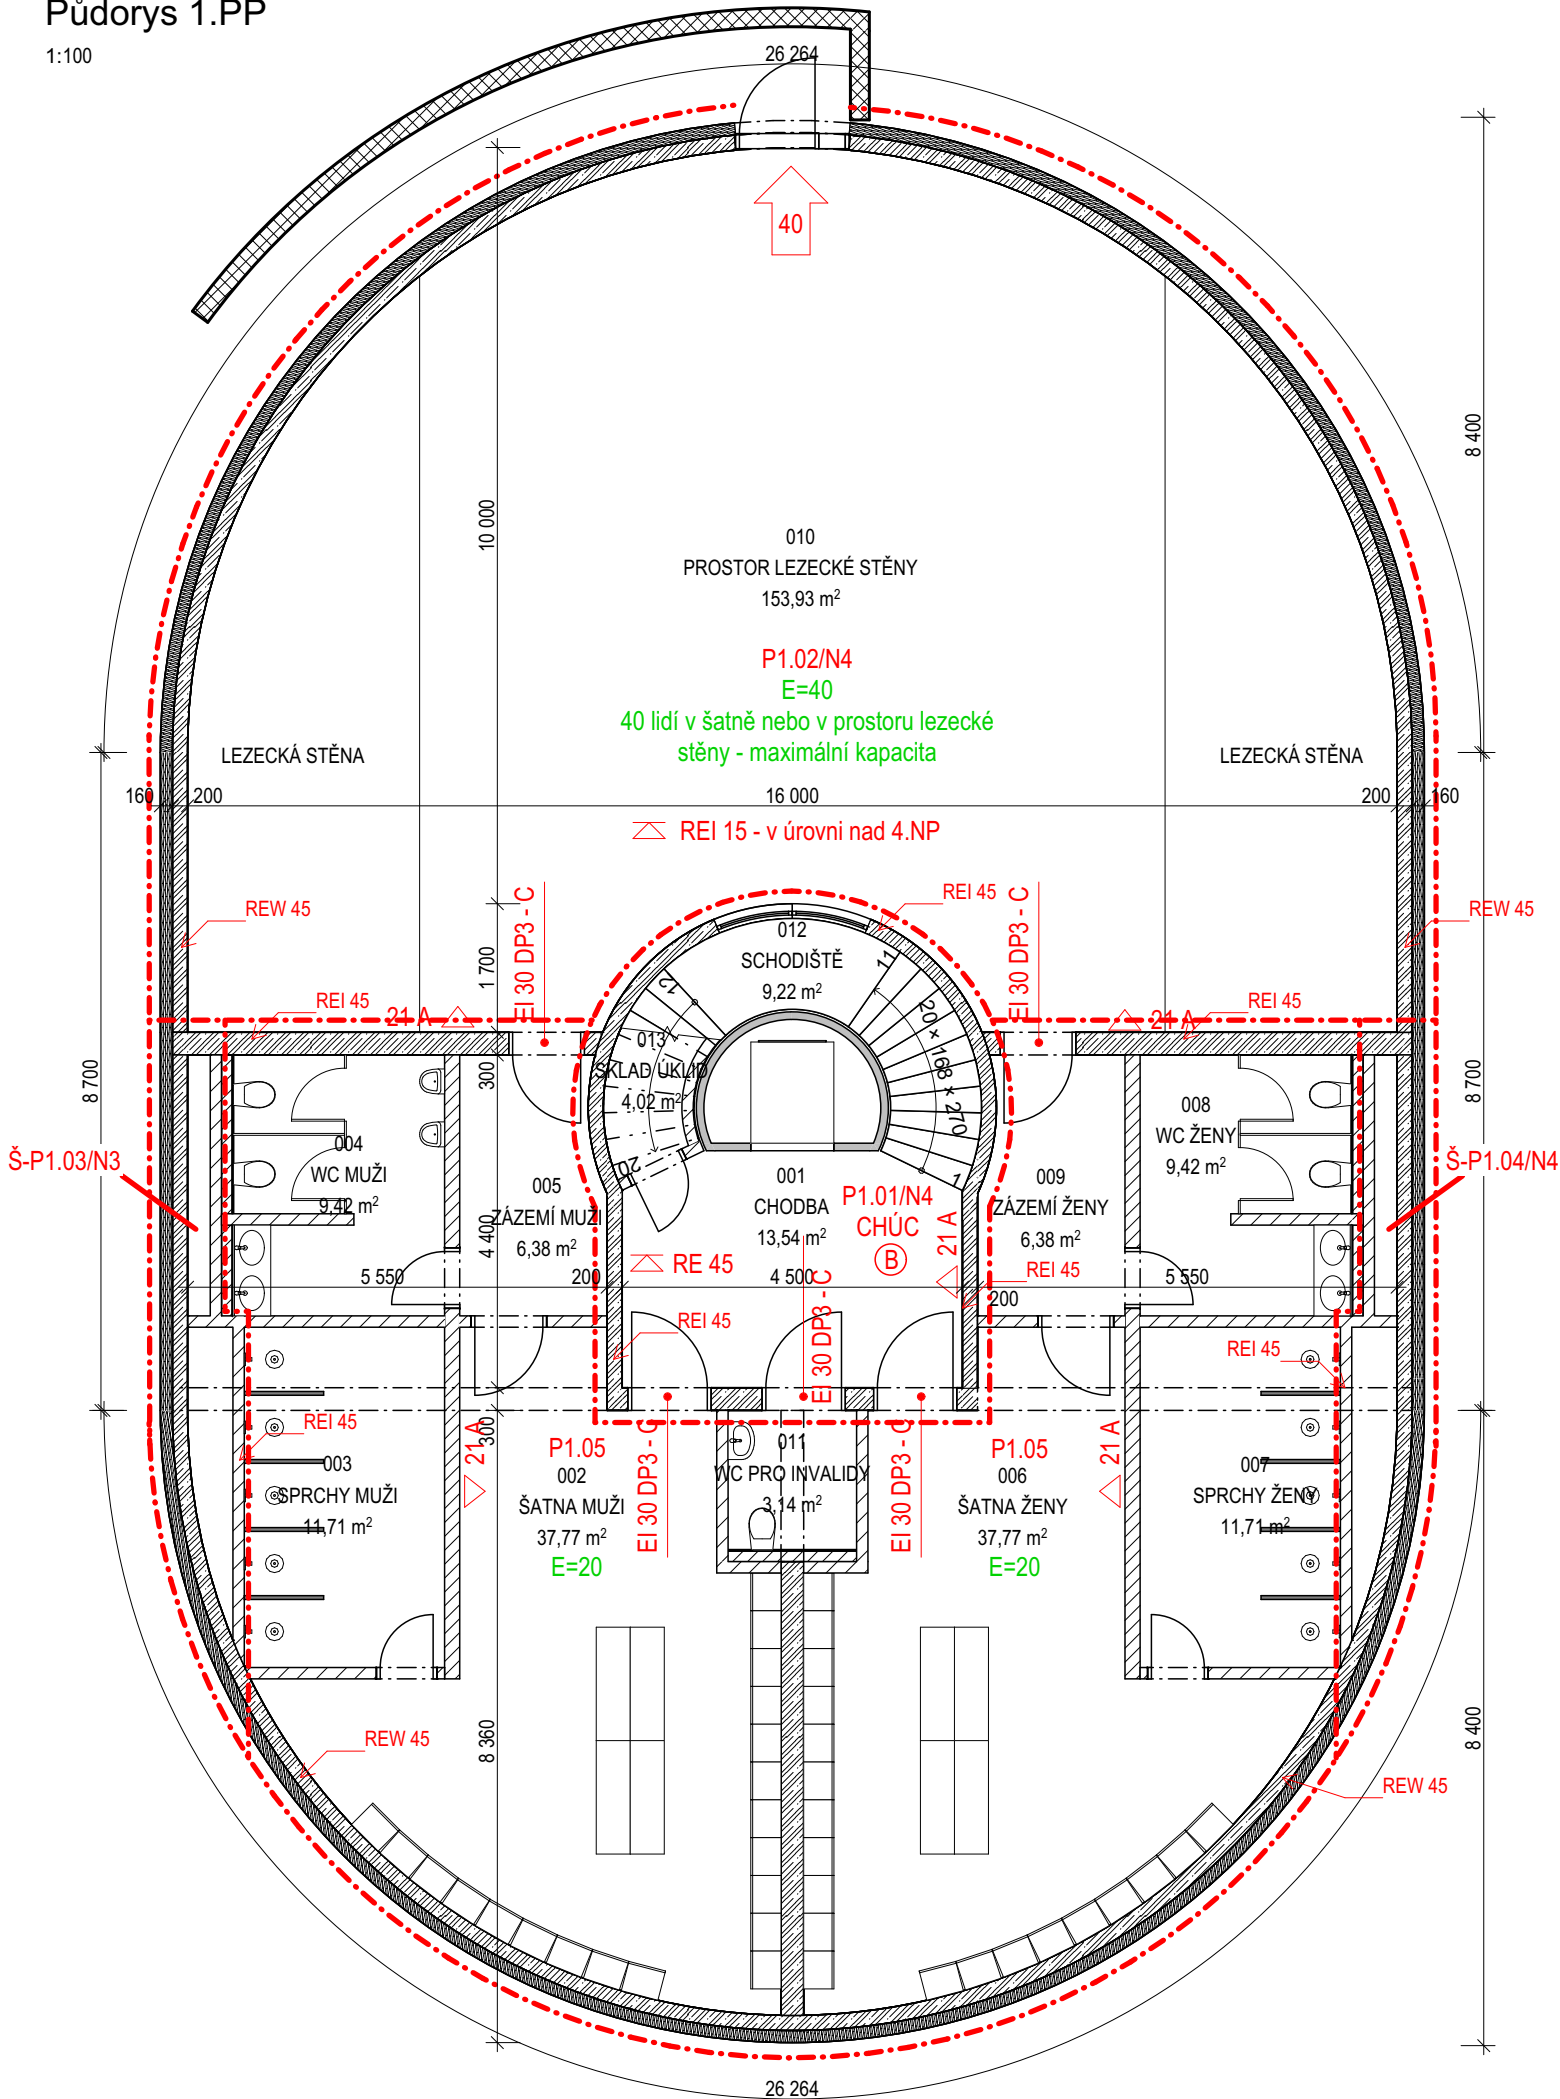 Půdorys 1.PP
1:100
26 264
40
8 400
10 000
010
PROSTOR LEZECKÉ STĚNY
153,93 m²
P1.02/N4
E=40
40 lidí v šatně nebo v prostoru lezecké
stěny - maximální kapacita
LEZECKÁ STĚNA
LEZECKÁ STĚNA
160
200
16 000
200
160
REI 15 - v úrovni nad 4.NP
REW 45
EI 30 DP3 - C
REI 45
EI 30 DP3 - C
REW 45
1 700
012
SCHODIŠTĚ
9,22 m²
11
12
REI 45
21 A
REI 45
21 A
20 × 168 × 270
013
SKLAD ÚKLID
4,02 m²
300
8 700
8 700
Š-P1.03/N3
004
WC MUŽI
9,42 m²
008
WC ŽENY
9,42 m²
Š-P1.04/N4
20
1
005
ZÁZEMÍ MUŽI
6,38 m²
001
CHODBA
13,54 m²
P1.01/N4
CHÚC
B
21 A
009
ZÁZEMÍ ŽENY
6,38 m²
4 400
RE 45
REI 45
5 550
200
4 500
200
5 550
REI 45
EI 30 DP3 - C
REI 45
REI 45
300
21 A
P1.05
002
ŠATNA MUŽI
37,77 m²
E=20
EI 30 DP3 - C
011
WC PRO INVALIDY
3,14 m²
EI 30 DP3 - C
P1.05
006
ŠATNA ŽENY
37,77 m²
E=20
21 A
003
SPRCHY MUŽI
11,71 m²
007
SPRCHY ŽENY
11,71 m²
REW 45
8 360
8 400
REW 45
26 264